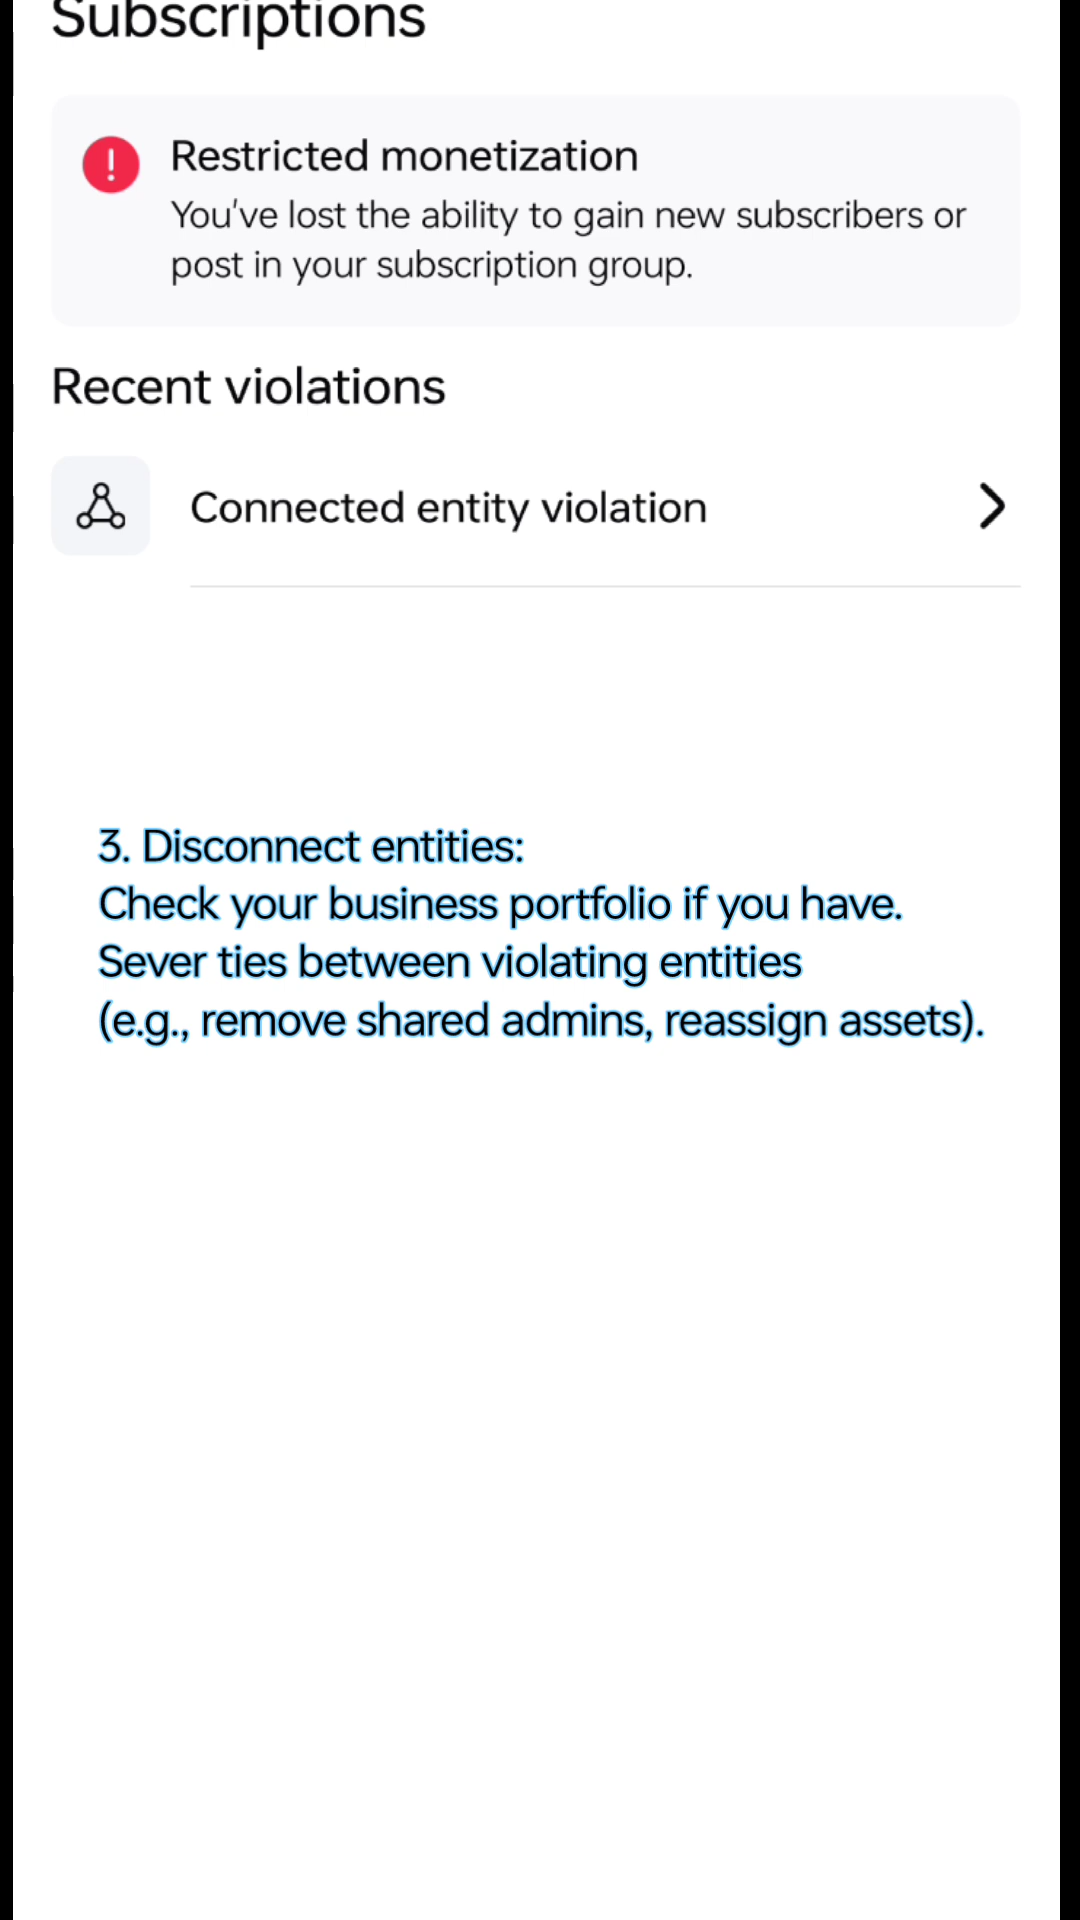 Subscriptions
Restricted monetization
You've lost the ability to gain new subscribers or
post in your subscription group.
Recent violations
Connected entity violation
3. Disconnect entities:
Check your business portfolio if you have.
Sever ties between violating entities
(e.g., remove shared admins, reassign assets).